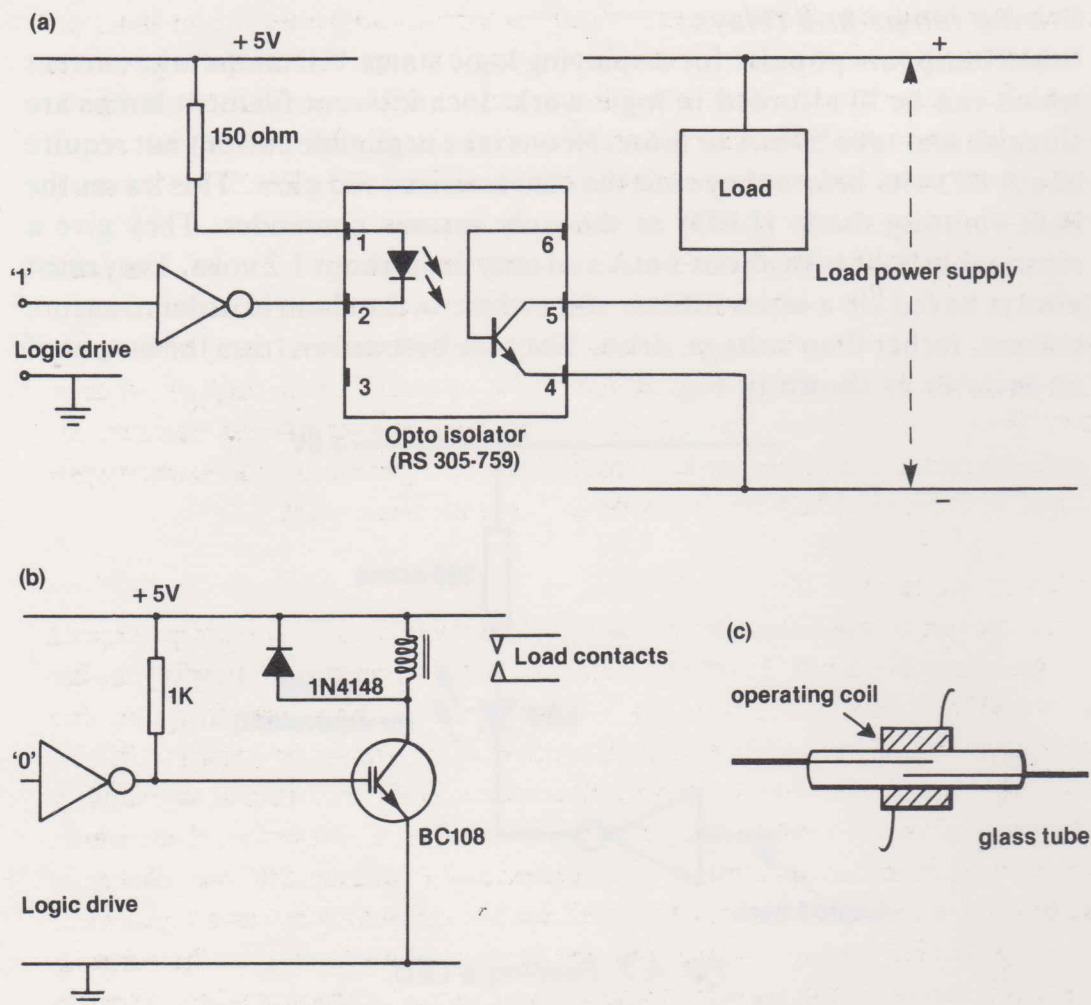 (a)
+ 5V
+
150 ohm
Load
1
6
'1'
Load power supply
2
5
Logic drive
3
4
Opto isolator
(RS 305-759)
–
(b)
+ 5V
(c)
Load contacts
1N4148
1K
operating coil
'0'
BC108
glass tube
Logic drive